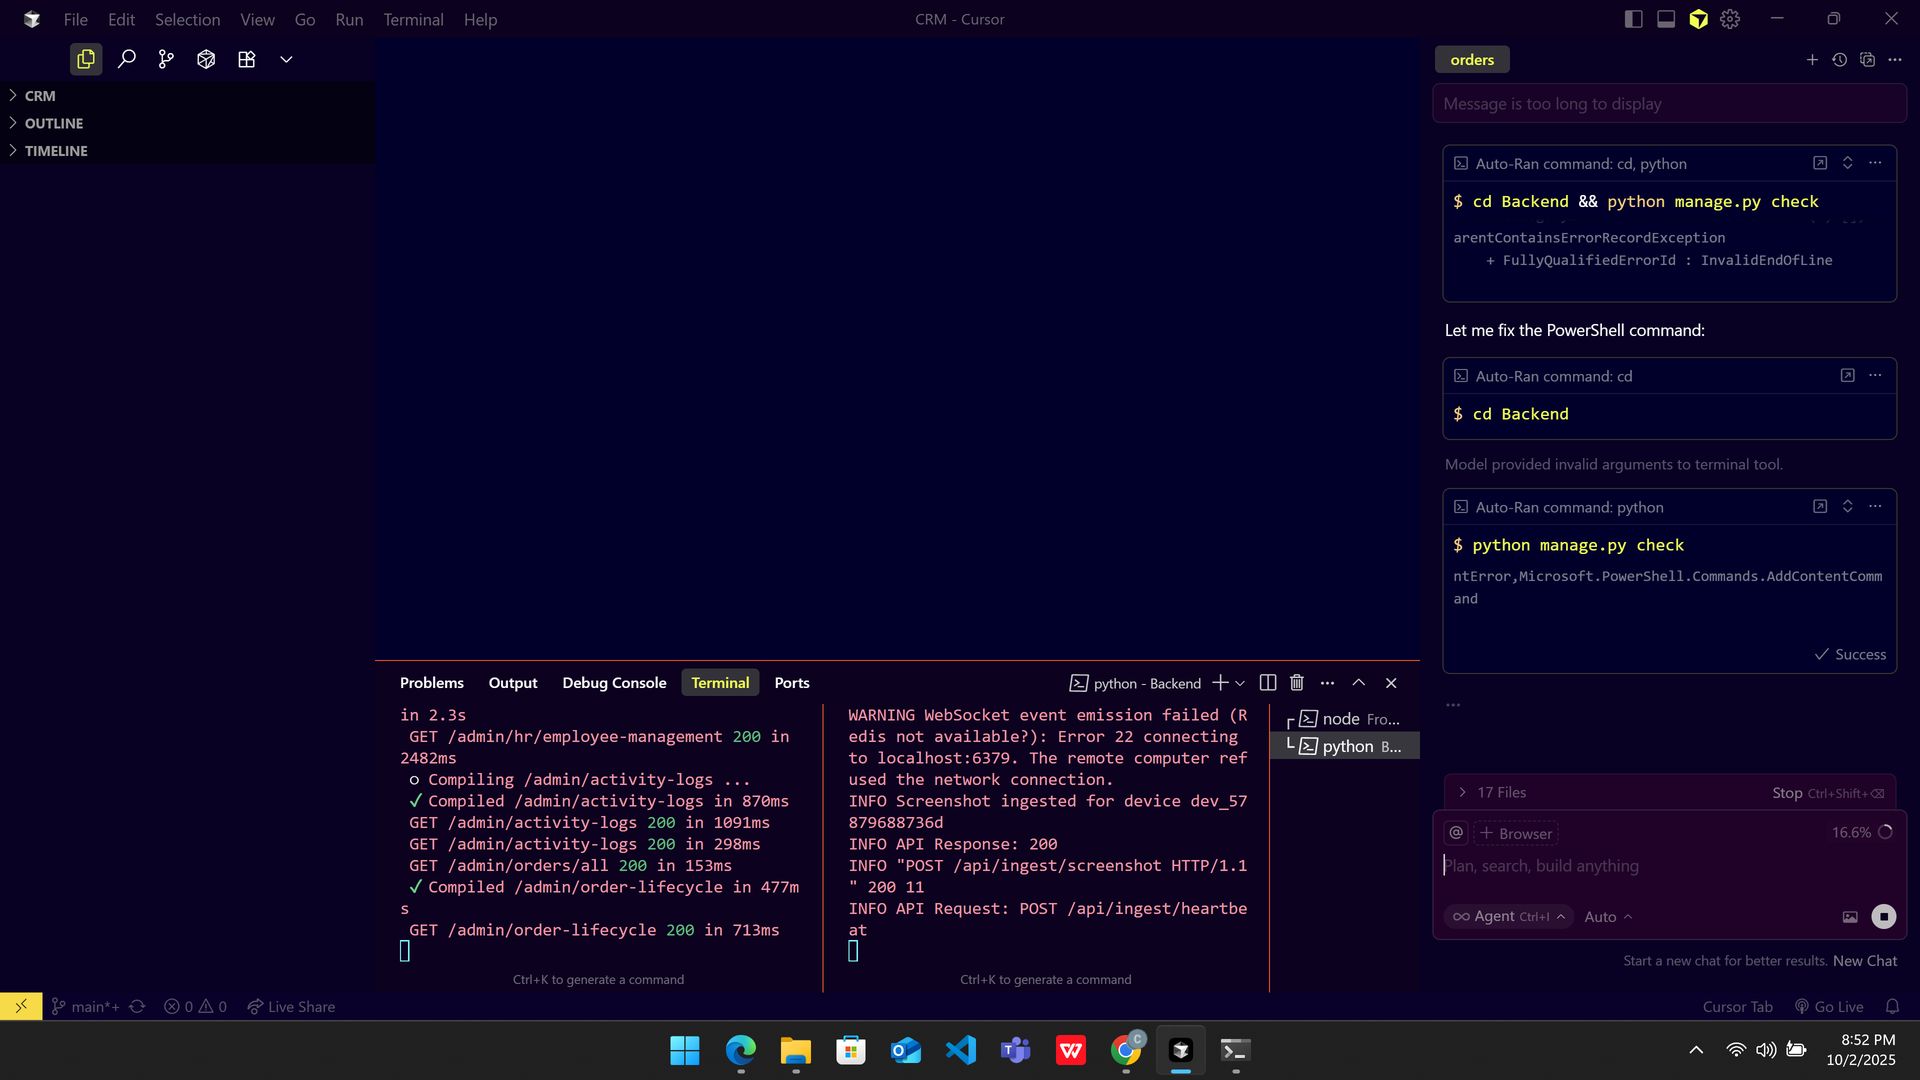 File Edit Selection View Go Run Terminal Help
CRM - Cursor
CRM
OUTLINE
TIMELINE
Problems Output Debug Console Terminal Ports
python - Backend
in 2.3s
GET /admin/hr/employee-management 200 in
2482ms
○ Compiling /admin/activity-logs ...
✓ Compiled /admin/activity-logs in 870ms
GET /admin/activity-logs 200 in 1091ms
GET /admin/activity-logs 200 in 298ms
GET /admin/orders/all 200 in 153ms
✓ Compiled /admin/order-lifecycle in 477m
s
GET /admin/order-lifecycle 200 in 713ms
Ctrl+K to generate a command
WARNING WebSocket event emission failed (R
edis not available?): Error 22 connecting
to localhost:6379. The remote computer ref
used the network connection.
INFO Screenshot ingested for device dev_57
879688736d
INFO API Response: 200
INFO "POST /api/ingest/screenshot HTTP/1.1
" 200 11
INFO API Request: POST /api/ingest/heartbe
at
Ctrl+K to generate a command
node Fro...
python B...
orders
Message is too long to display
Auto-Ran command: cd, python
$ cd Backend && python manage.py check
arentContainsErrorRecordException
+ FullyQualifiedErrorId : InvalidEndOfLine
Let me fix the PowerShell command:
Auto-Ran command: cd
$ cd Backend
Model provided invalid arguments to terminal tool.
Auto-Ran command: python
$ python manage.py check
ntError,Microsoft.PowerShell.Commands.AddContentComm
and
✓ Success
17 Files
Stop Ctrl+Shift+⌫
@ + Browser
16.6%
Plan, search, build anything
∞ Agent Ctrl+I
Auto
Start a new chat for better results. New Chat
main*+
0 0
Live Share
Cursor Tab
Go Live
8:52 PM
10/2/2025